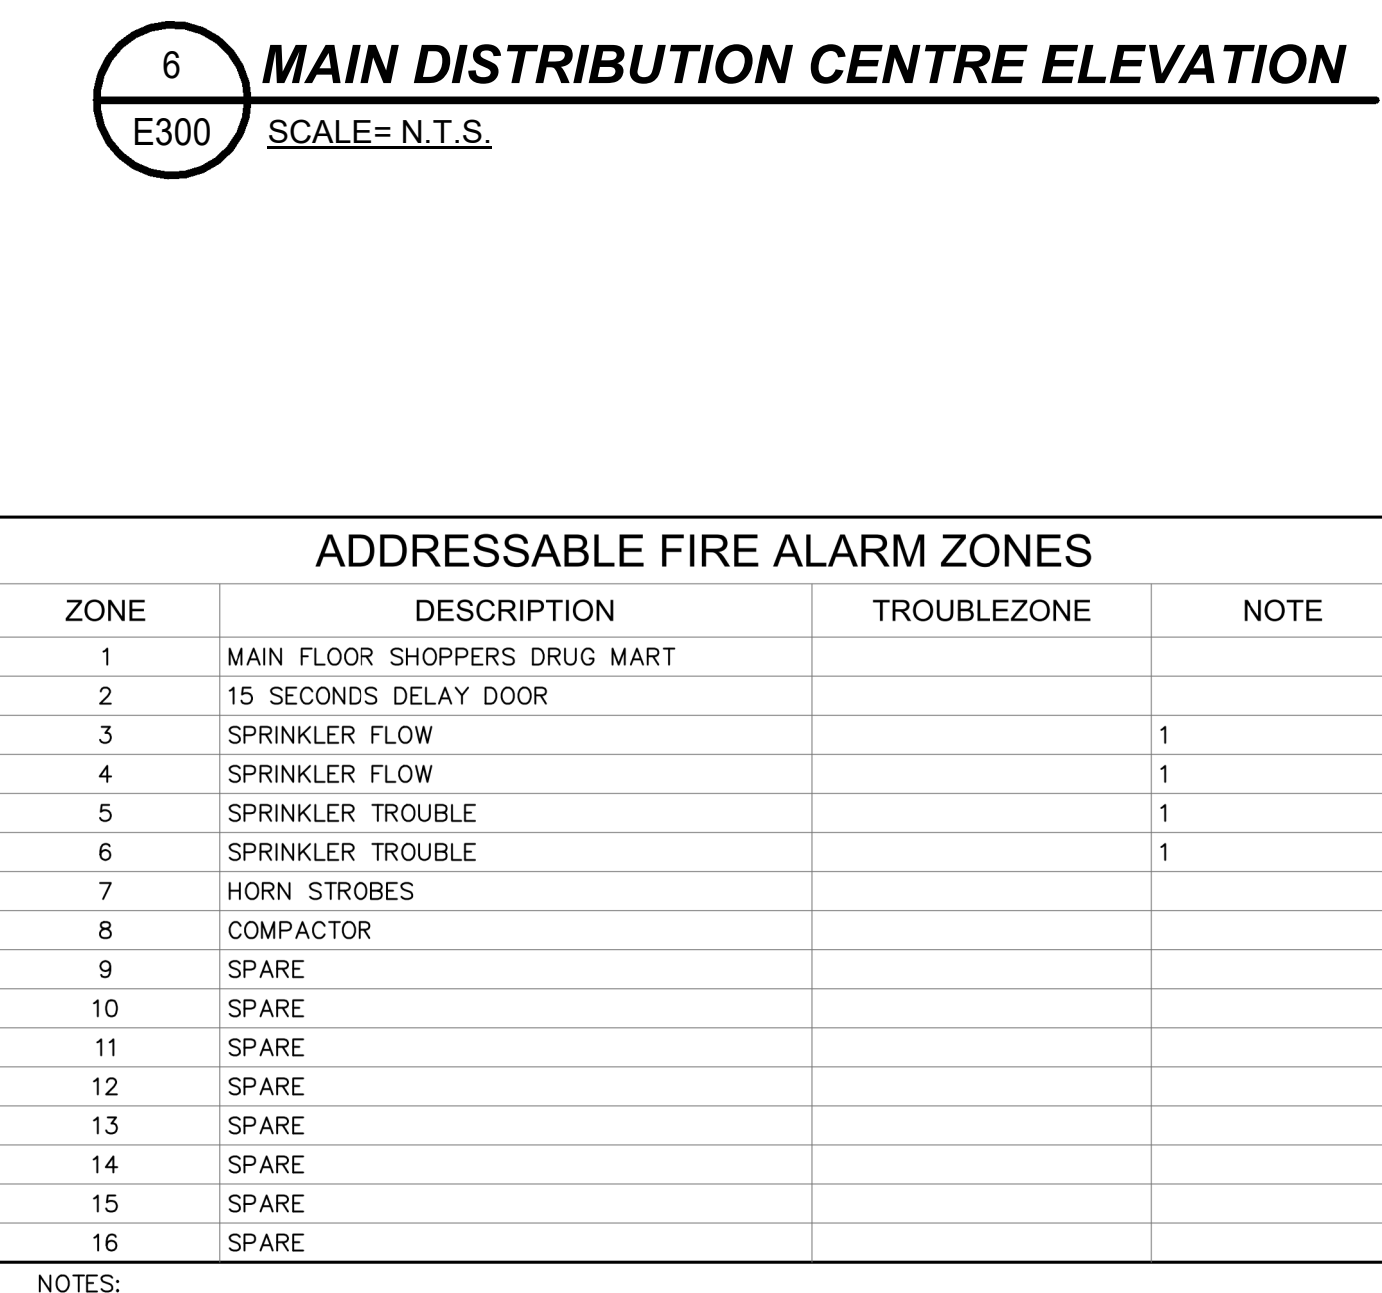 6
MAIN DISTRIBUTION CENTRE ELEVATION
E300
SCALE= N.T.S.
ADDRESSABLE FIRE ALARM ZONES
ZONE DESCRIPTION TROUBLEZONE NOTE
1 MAIN FLOOR SHOPPERS DRUG MART
2 15 SECONDS DELAY DOOR
3 SPRINKLER FLOW 1
4 SPRINKLER FLOW 1
5 SPRINKLER TROUBLE 1
6 SPRINKLER TROUBLE 1
7 HORN STROBES
8 COMPACTOR
9 SPARE
10 SPARE
11 SPARE
12 SPARE
13 SPARE
14 SPARE
15 SPARE
16 SPARE
NOTES: